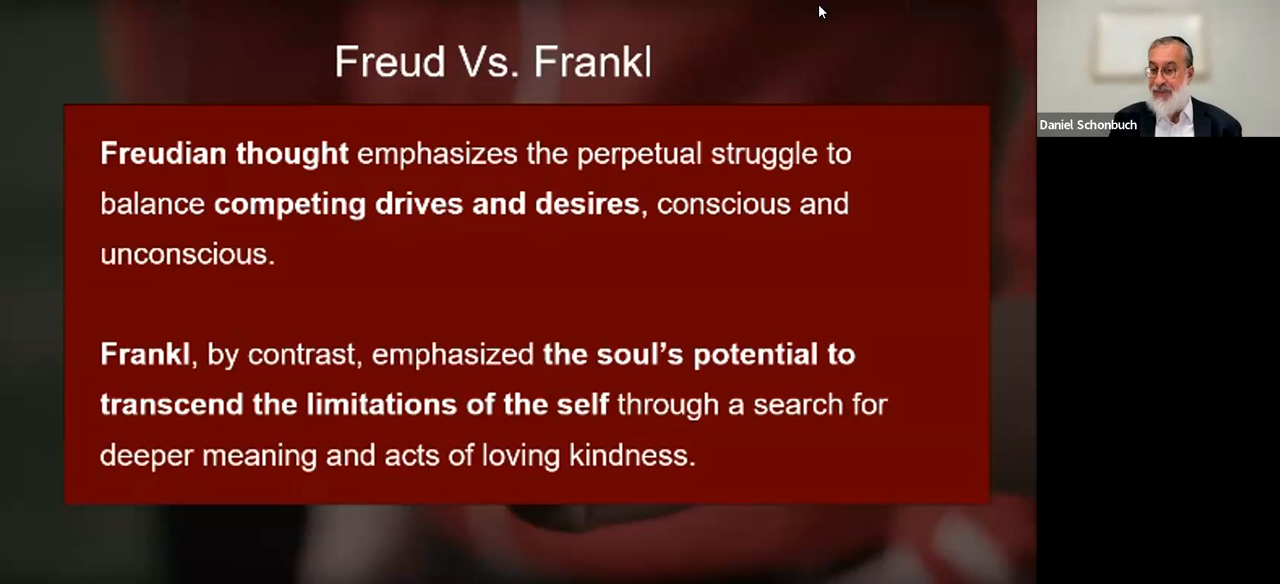 Freud Vs. Frankl
Freudian thought emphasizes the perpetual struggle to
balance competing drives and desires, conscious and
unconscious.
Frankl, by contrast, emphasized the soul’s potential to
transcend the limitations of the self through a search for
deeper meaning and acts of loving kindness.
Daniel Schonbuch